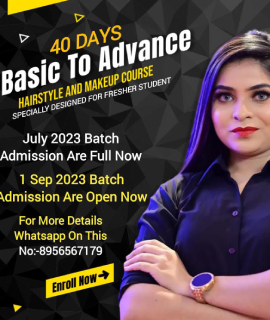 40 DAYS
Basic To Advance
HAIRSTYLE AND MAKEUP COURSE
SPECIALLY DESIGNED FOR FRESHER STUDENT
July 2023 Batch
Admission Are Full Now
1 Sep 2023 Batch
Admission Are Open Now
For More Details
Whatsapp On This
No:-8956567179
Enroll Now